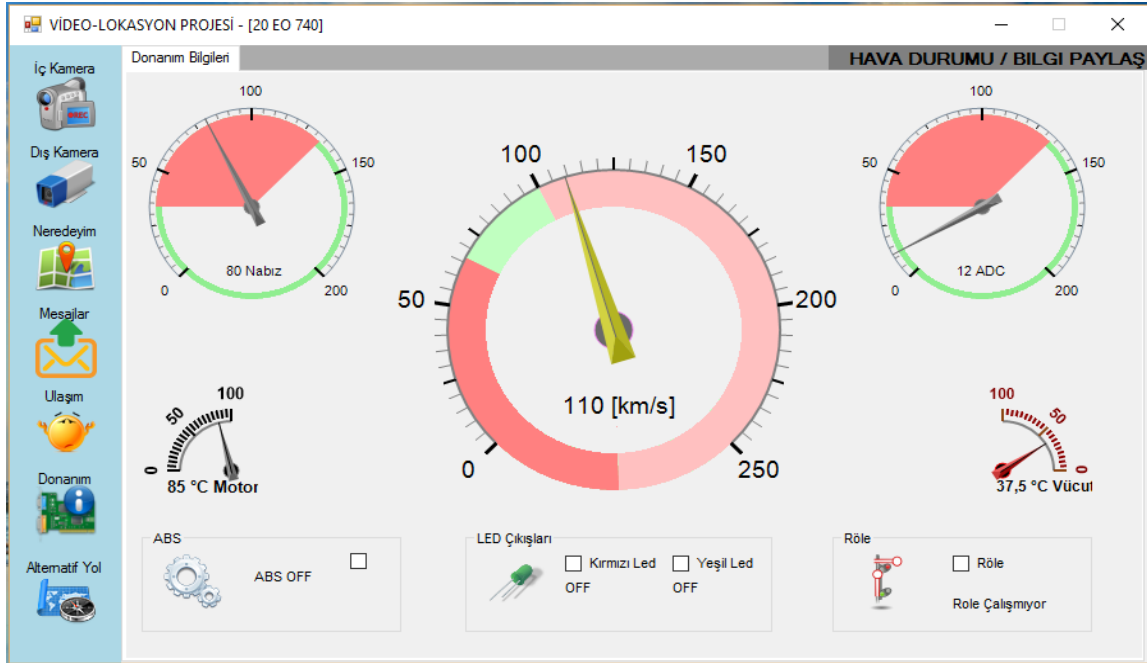 VİDEO-LOKASYON PROJESİ - [20 EO 740]
Donanım Bilgileri
HAVA DURUMU / BILGI PAYLAŞ
İç Kamera
REC
Dış Kamera
Neredeyim
Mesajlar
Ulaşım
Donanım
Alternatif Yol
0
50
100
150
200
80 Nabız
0
50
100
150
200
250
110 [km/s]
0
50
100
150
200
12 ADC
0
50
100
85 °C Motor
100
50
0
37,5 °C Vücut
ABS
ABS OFF
LED Çıkışları
Kırmızı Led
OFF
Yeşil Led
OFF
Röle
Röle
Role Çalışmıyor